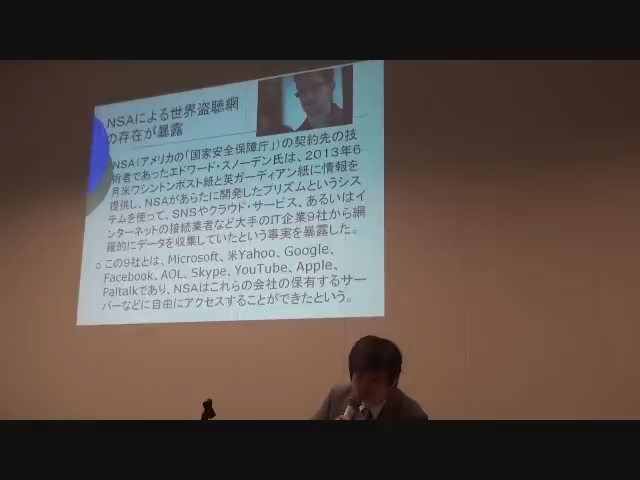 NSAによる世界盗聴網
の存在が暴露
NSA(アメリカの「国家安全保障庁」)の契約先の技
術者であったエドワード・スノーデン氏は、2013年6
月米ワシントンポスト紙と英ガーディアン紙に情報を
提供し、NSAがあらたに開発したプリズムというシス
テムを使って、SNSやクラウド・サービス、あるいはイ
ンターネットの接続業者など大手のIT企業9社から網
羅的にデータを収集していたという事実を暴露した。
この9社とは、Microsoft、米Yahoo、Google、
Facebook、AOL、Skype、YouTube、Apple、
Paltalkであり、NSAはこれらの会社の保有するサー
バーなどに自由にアクセスすることができたという。